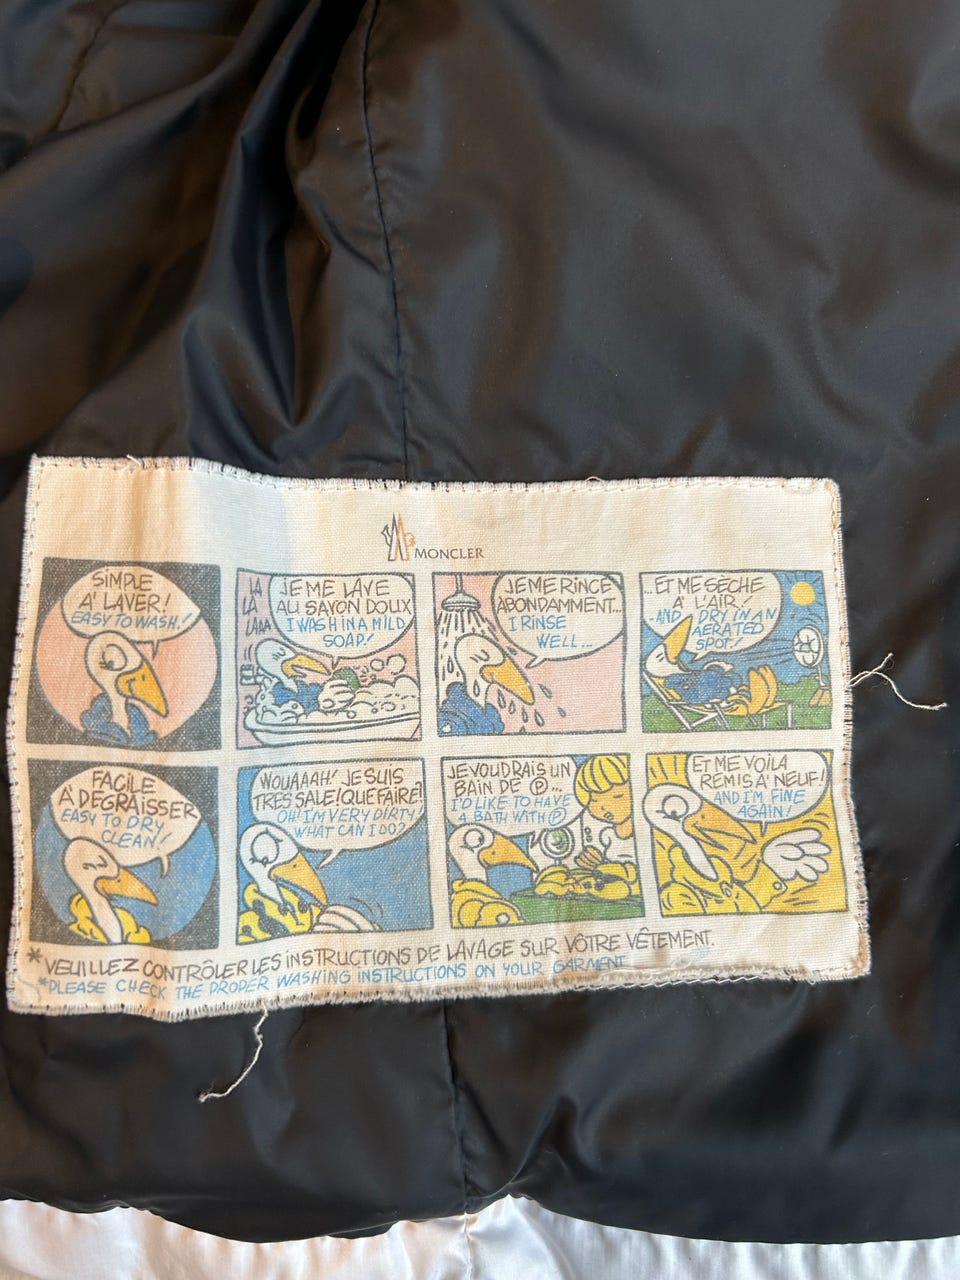 MONCLER
SIMPLE
A' LAVER!
EASY TO WASH!
LA
LA
LA
LAAA
JE ME LAVE
AU SAVON DOUX
I WASH IN A MILD
SOAP!
JE ME RINCE
ABONDAMMENT...
I RINSE
WELL...
...ET ME SÈCHE
A' L'AIR!
..AND I DRY IN AN
AERATED
SPOT!
FACILE
A' DEGRAISSER
EASY TO DRY
CLEAN!
WOUAAAH! JE SUIS
TRES SALE! QUE FAIRE?
OH! I'M VERY DIRTY
WHAT CAN I DO?
JE VOUDRAIS UN
BAIN DE Ⓟ...
I'D LIKE TO HAVE
A BATH WITH Ⓟ
ET ME VOILA
REMIS A' NEUF!
AND I'M FINE
AGAIN!
*VEUILLEZ CONTRÔLER LES INSTRUCTIONS DE LAVAGE SUR VÔTRE VÊTEMENT.
*PLEASE CHECK THE PROPER WASHING INSTRUCTIONS ON YOUR GARMENT